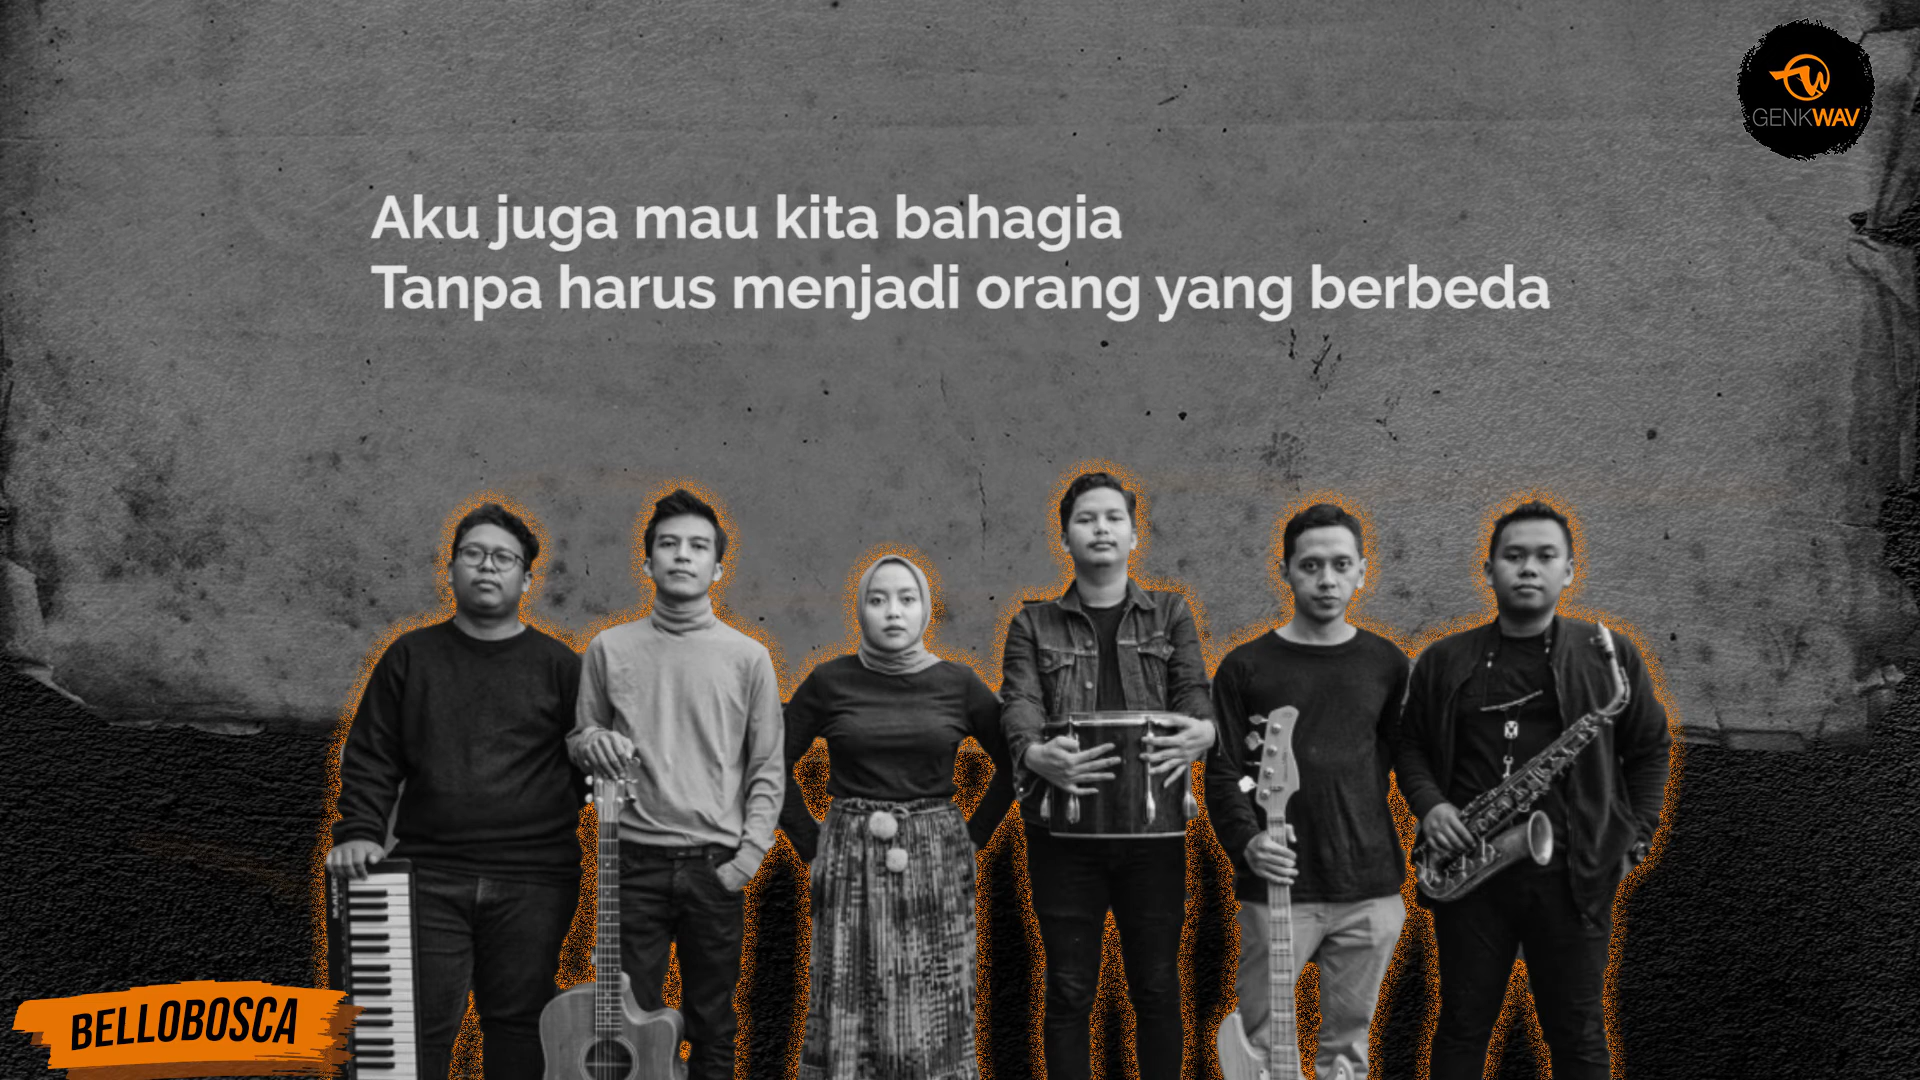 GENKWAV
Aku juga mau kita bahagia
Tanpa harus menjadi orang yang berbeda
BELLOBOSCA